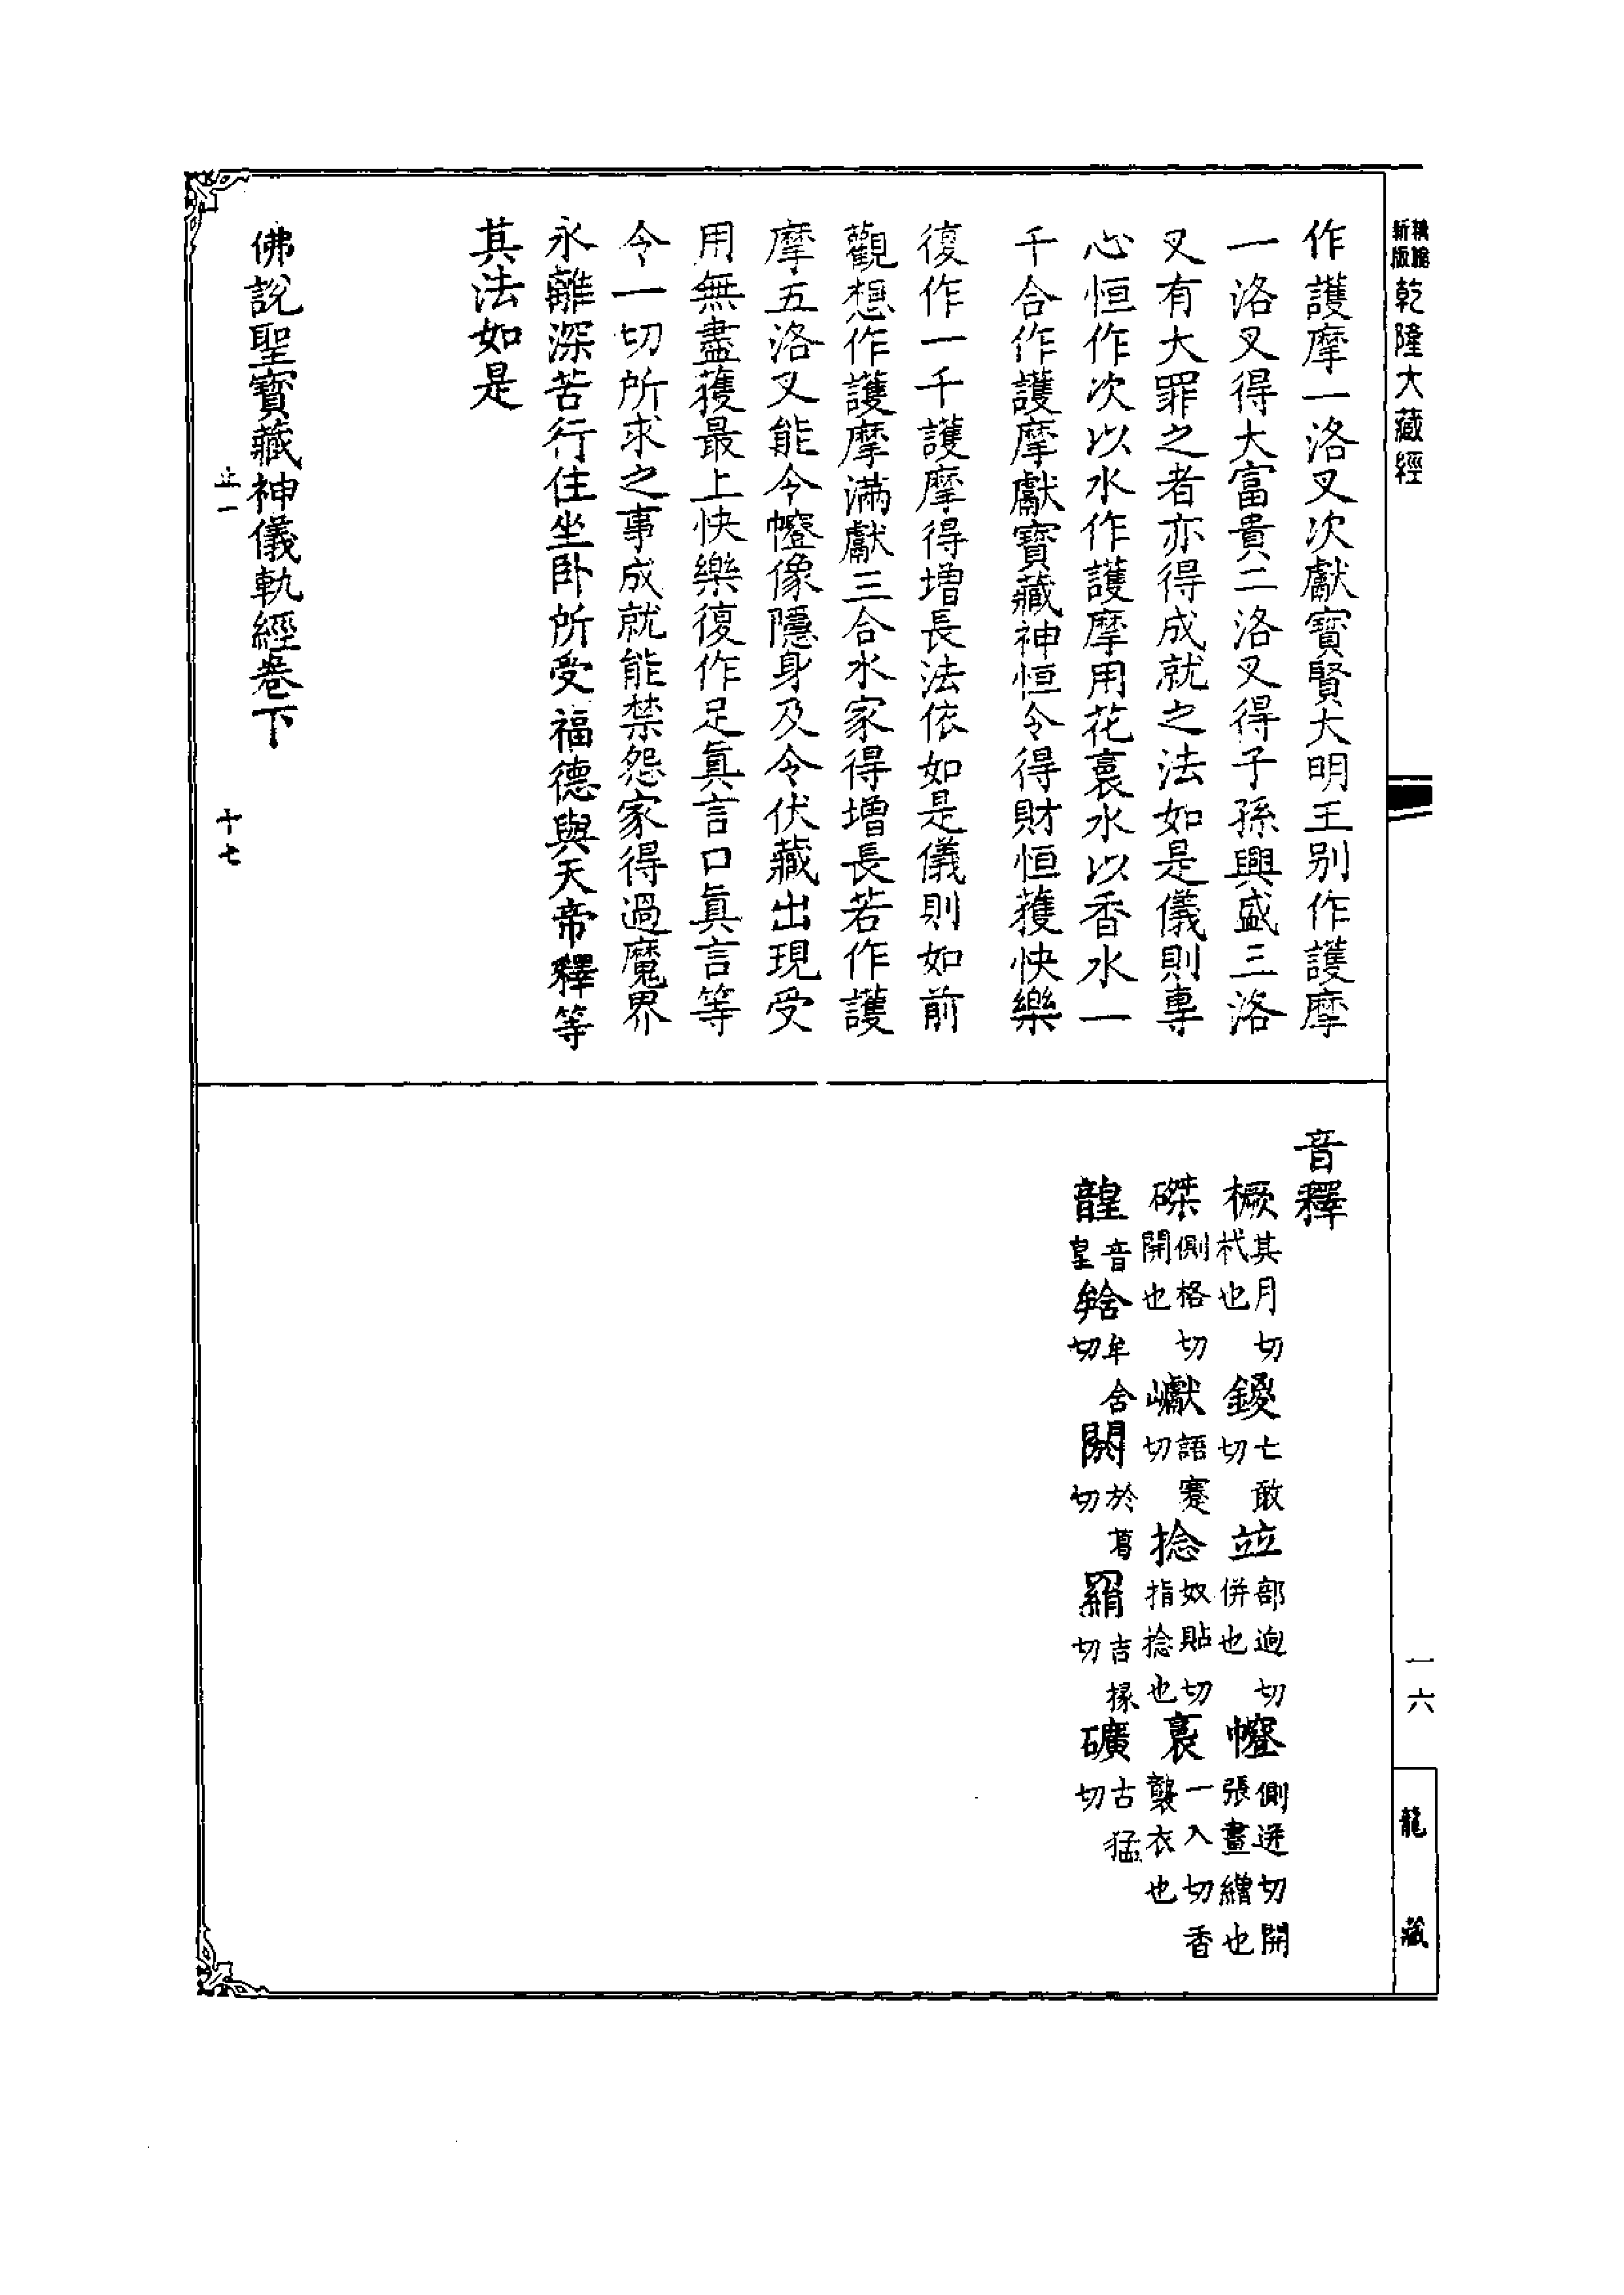 新版
乾隆大藏經
作護摩一洛叉次獻寶賢大明王别作護摩
一洛叉得大富貴二洛叉得子孫興盛三洛
叉有大罪之者亦得成就之法如是儀則專
心恒作次以水作護摩用花裛水以香水一
千合作護摩獻寶藏神恒令得財恒獲快樂
復作一千護摩得增長法依如是儀則如前
觀想作護摩滿獻三合水家得增長若作護
摩五洛叉能令㡧像隱身及令伏藏出現受
用無盡獲最上快樂復作足真言口真言等
令一切所求之事成就能禁怨家得過魔界
永離深苦行住坐卧所受福德與天帝釋等
其法如是
佛說聖寶藏神儀軌經卷下
止一
十七
音釋
橛其月切杙也 鑀七敢切 竝部迥切併也 㡧側迸切開張畫繒也
磔側格切開也 巘語蹇切 捻奴貼切指捻也 裛一入切香襲衣也
韹音皇 䶎牟含切 閼於葛切 羂吉掾切 礦古猛切
一六
龍藏